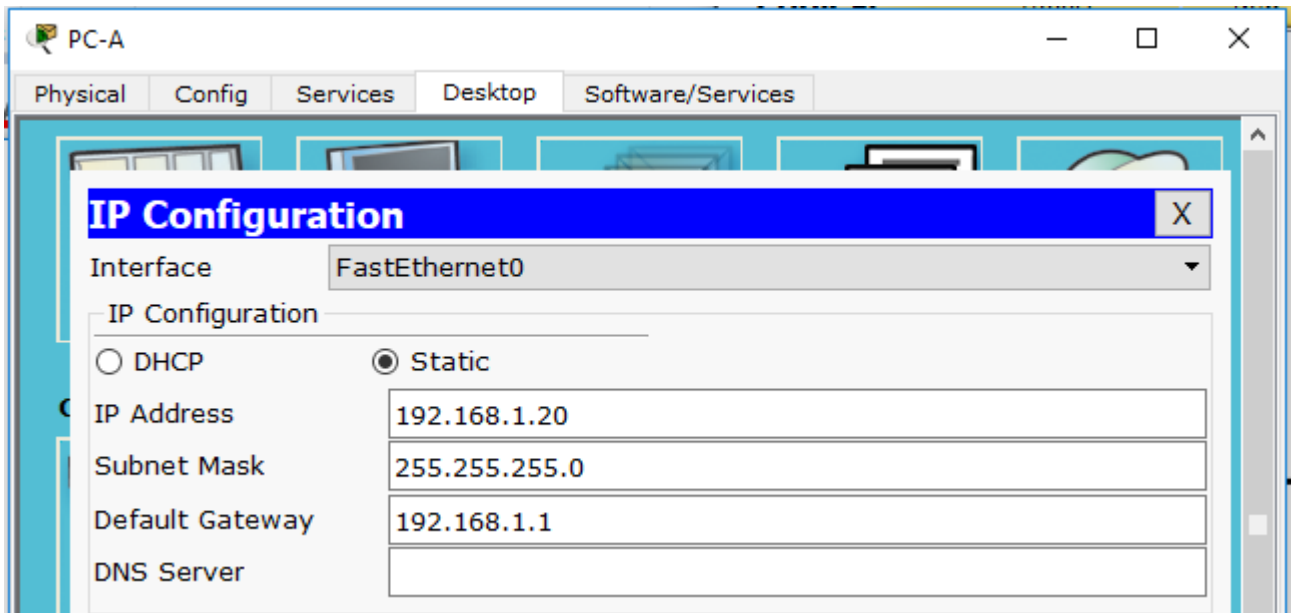 PC-A
Physical Config Services Desktop Software/Services
IP Configuration X
Interface FastEthernet0
IP Configuration
DHCP Static
IP Address 192.168.1.20
Subnet Mask 255.255.255.0
Default Gateway 192.168.1.1
DNS Server